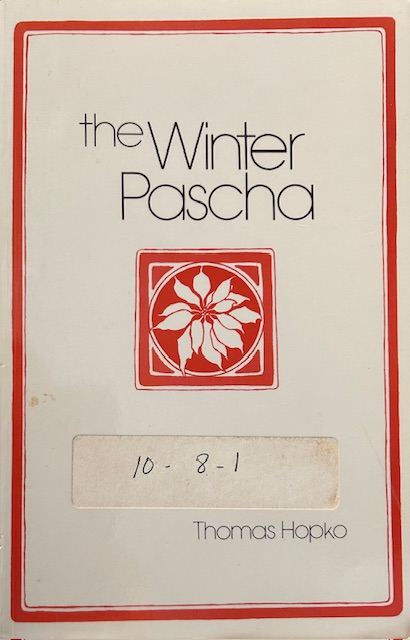 the Winter
Pascha
10 - 8 - 1
Thomas Hopko